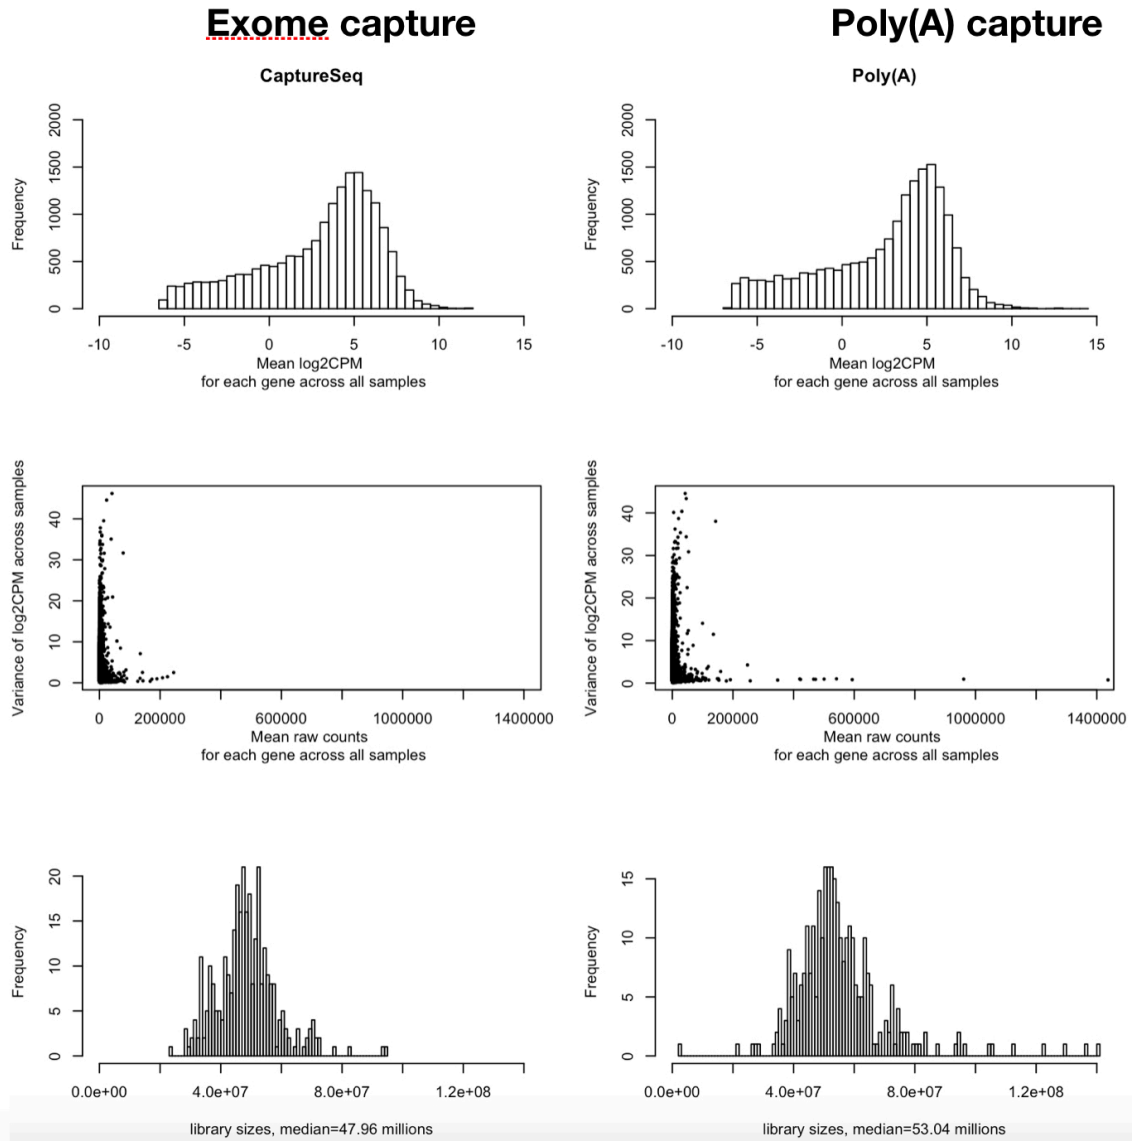 Exome capture
Poly(A) capture
CaptureSeq
Poly(A)
Frequency
0
500
1000
1500
2000
-10
-5
0
5
10
15
Mean log2CPM
for each gene across all samples
Frequency
0
500
1000
1500
2000
-10
-5
0
5
10
15
Mean log2CPM
for each gene across all samples
Variance of log2CPM across samples
0
10
20
30
40
0
200000
600000
1000000
1400000
Mean raw counts
for each gene across all samples
Variance of log2CPM across samples
0
10
20
30
40
0
200000
600000
1000000
1400000
Mean raw counts
for each gene across all samples
Frequency
0
5
10
15
20
0.0e+00
4.0e+07
8.0e+07
1.2e+08
library sizes, median=47.96 millions
Frequency
0
5
10
15
0.0e+00
4.0e+07
8.0e+07
1.2e+08
library sizes, median=53.04 millions